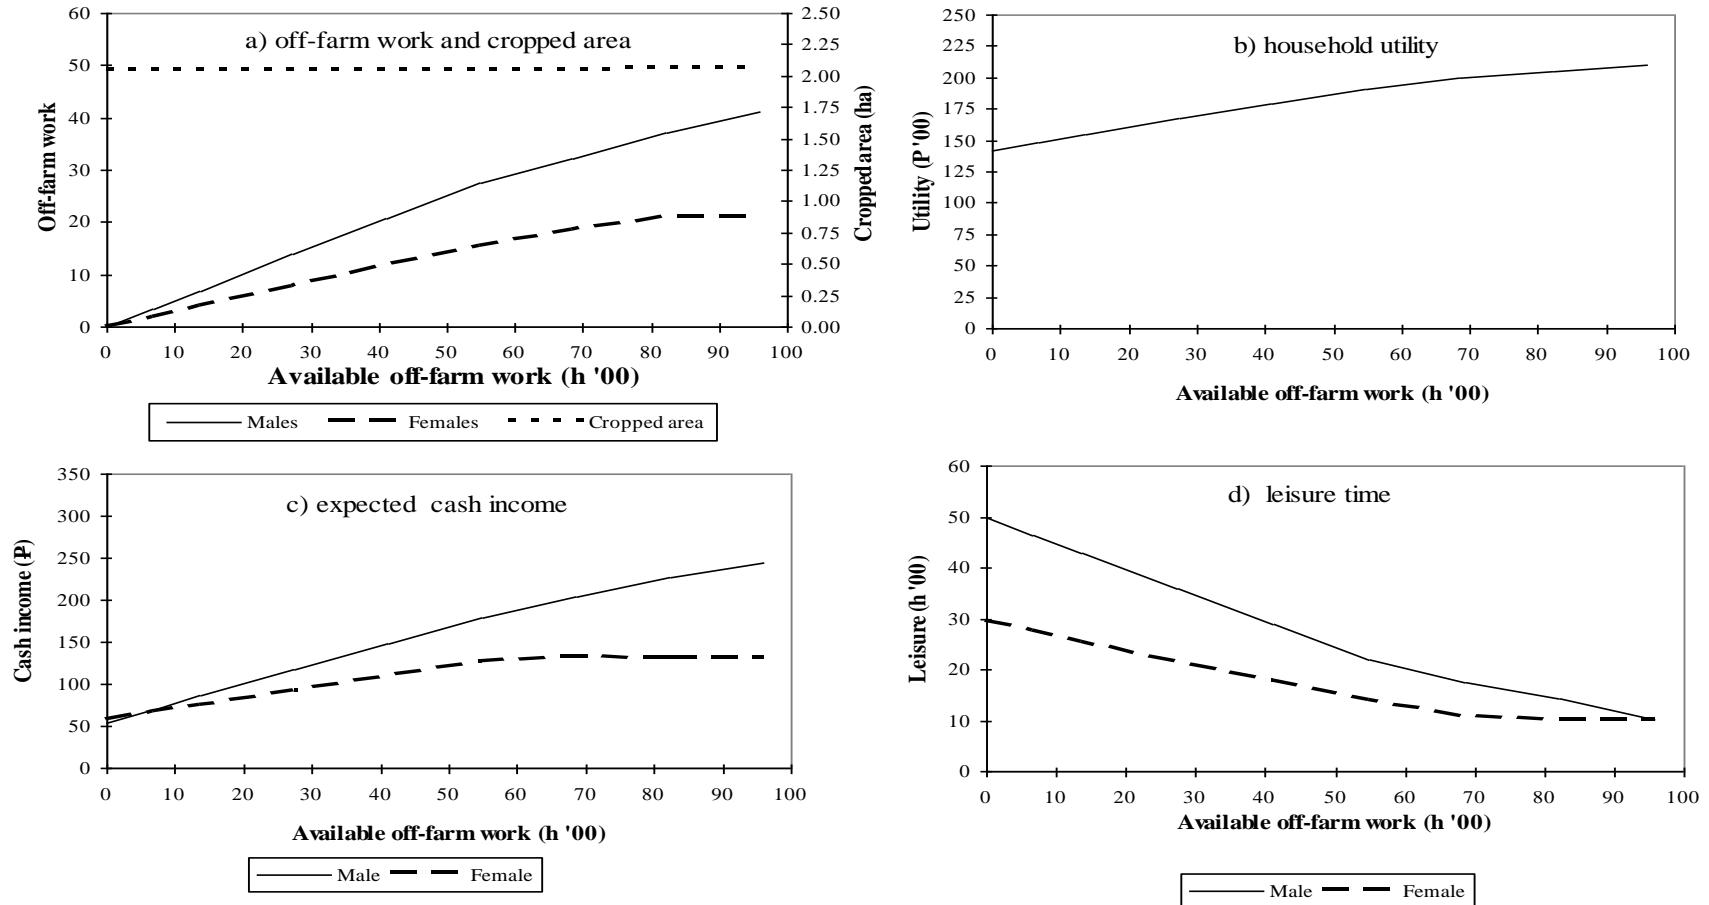 a) off-farm work and cropped area
60
50
40
30
20
10
0
Off-farm work
2.50
2.25
2.00
1.75
1.50
1.25
1.00
0.75
0.50
0.25
0.00
Cropped area (ha)
0 10 20 30 40 50 60 70 80 90 100
Available off-farm work (h '00)
Males Females Cropped area
b) household utility
250
225
200
175
150
125
100
75
50
25
0
Utility (P '00)
0 10 20 30 40 50 60 70 80 90 100
Available off-farm work (h '00)
c) expected cash income
350
300
250
200
150
100
50
0
Cash income (P)
0 10 20 30 40 50 60 70 80 90 100
Available off-farm work (h '00)
Male Female
d) leisure time
60
50
40
30
20
10
0
Leisure (h '00)
0 10 20 30 40 50 60 70 80 90 100
Available off-farm work (h '00)
Male Female